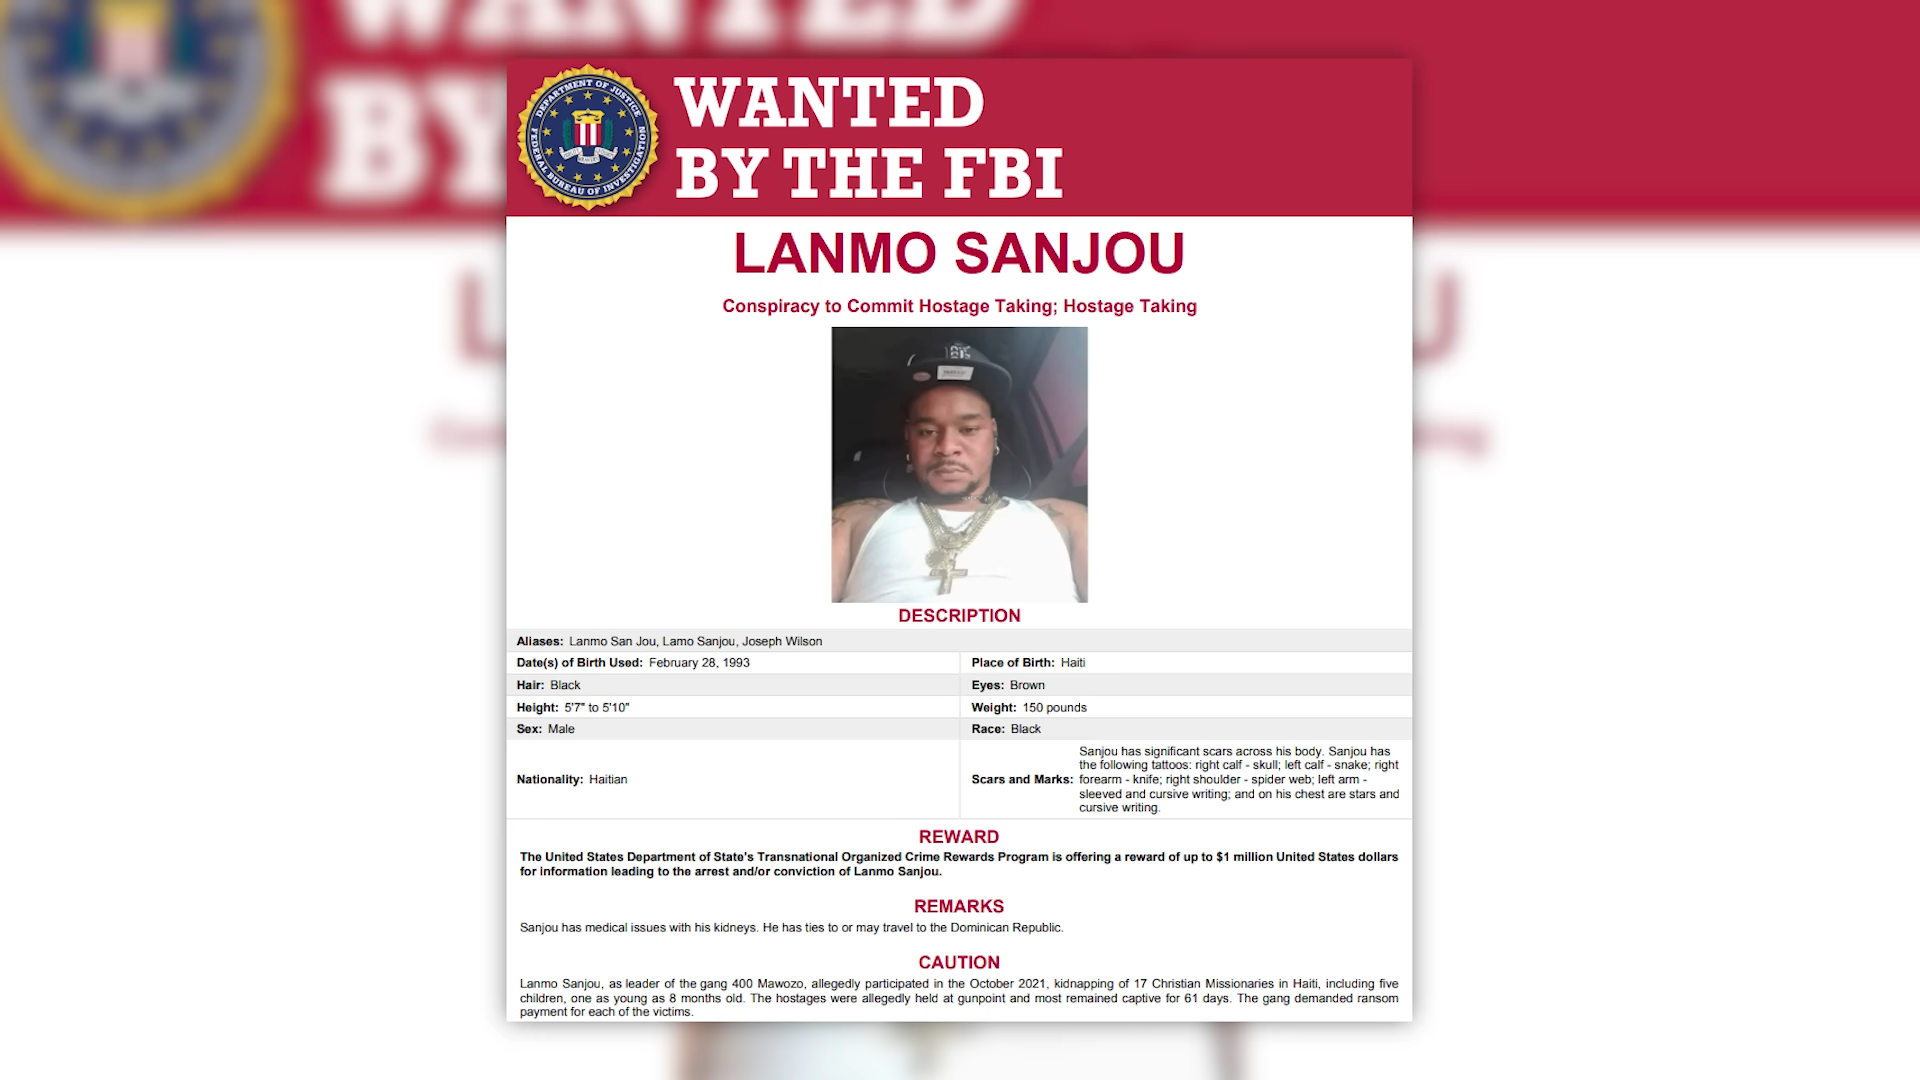 WANTED
BY THE FBI
DEPARTMENT OF JUSTICE
FEDERAL BUREAU OF INVESTIGATION
LANMO SANJOU
Conspiracy to Commit Hostage Taking; Hostage Taking
DESCRIPTION
Aliases: Lanmo San Jou, Lamo Sanjou, Joseph Wilson
Date(s) of Birth Used: February 28, 1993
Place of Birth: Haiti
Hair: Black
Eyes: Brown
Height: 5'7" to 5'10"
Weight: 150 pounds
Sex: Male
Race: Black
Nationality: Haitian
Scars and Marks: Sanjou has significant scars across his body. Sanjou has
the following tattoos: right calf - skull; left calf - snake; right
forearm - knife; right shoulder - spider web; left arm -
sleeved and cursive writing; and on his chest are stars and
cursive writing.
REWARD
The United States Department of State's Transnational Organized Crime Rewards Program is offering a reward of up to $1 million United States dollars
for information leading to the arrest and/or conviction of Lanmo Sanjou.
REMARKS
Sanjou has medical issues with his kidneys. He has ties to or may travel to the Dominican Republic.
CAUTION
Lanmo Sanjou, as leader of the gang 400 Mawozo, allegedly participated in the October 2021, kidnapping of 17 Christian Missionaries in Haiti, including five
children, one as young as 8 months old. The hostages were allegedly held at gunpoint and most remained captive for 61 days. The gang demanded ransom
payment for each of the victims.